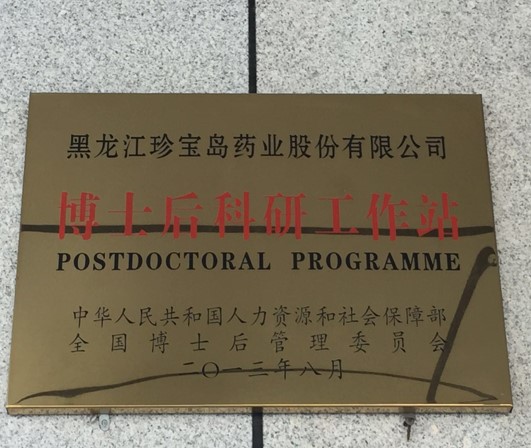 黑龙江珍宝岛药业股份有限公司
博士后科研工作站
POSTDOCTORAL PROGRAMME
中华人民共和国人力资源和社会保障部
全国博士后管理委员会
二〇一三年八月